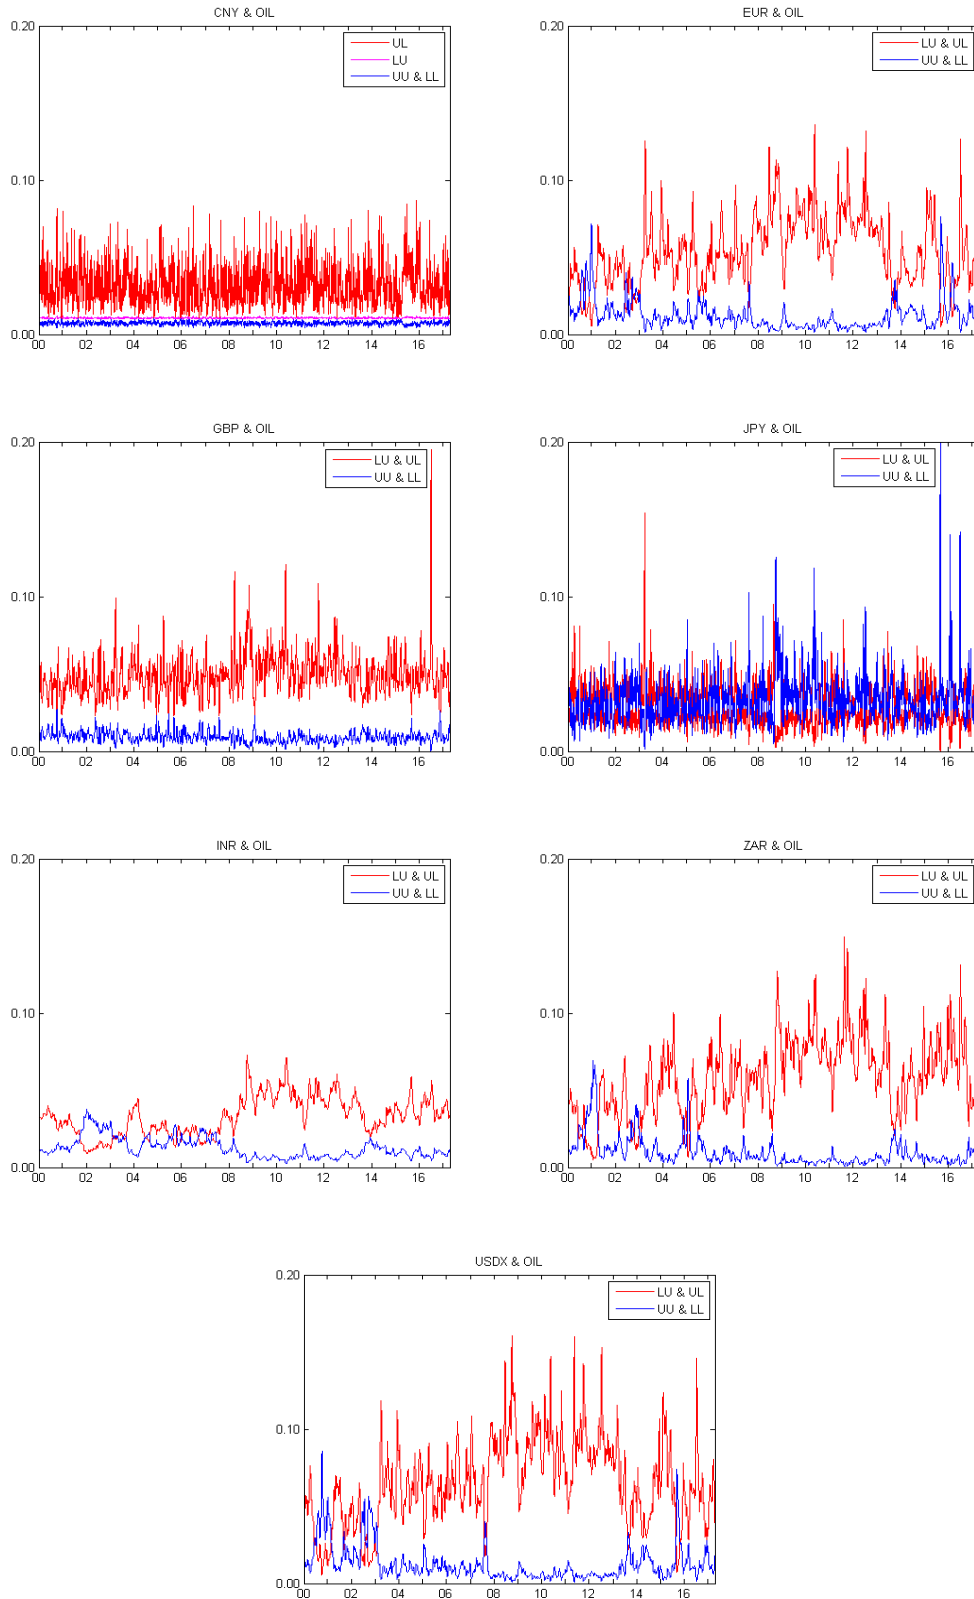 CNY & OIL
0.20
UL
LU
UU & LL
0.10
0.00
00 02 04 06 08 10 12 14 16
EUR & OIL
0.20
LU & UL
UU & LL
0.10
0.00
00 02 04 06 08 10 12 14 16
GBP & OIL
0.20
LU & UL
UU & LL
0.10
0.00
00 02 04 06 08 10 12 14 16
JPY & OIL
0.20
LU & UL
UU & LL
0.10
0.00
00 02 04 06 08 10 12 14 16
INR & OIL
0.20
LU & UL
UU & LL
0.10
0.00
00 02 04 06 08 10 12 14 16
ZAR & OIL
0.20
LU & UL
UU & LL
0.10
0.00
00 02 04 06 08 10 12 14 16
USDX & OIL
0.20
LU & UL
UU & LL
0.10
0.00
00 02 04 06 08 10 12 14 16